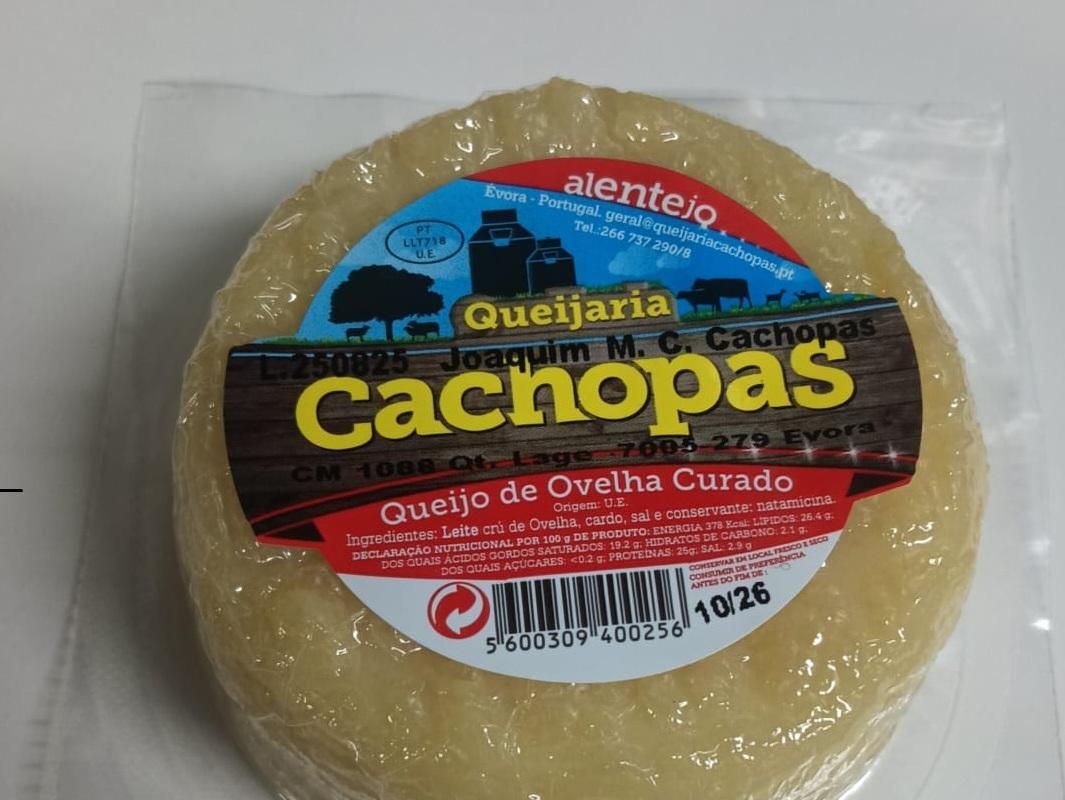 alentejo
Évora - Portugal. geral@queijariacachopas.pt
Tel.:266 737 290/8
PT
LLT718
U.E.
Queijaria
L.250825 Joaquim M. C. Cachopas
Cachopas
CM 1088 Qt. Lage 7005 279 Evora
Queijo de Ovelha Curado
Origem: U.E.
Ingredientes: Leite crú de Ovelha, cardo, sal e conservante: natamicina.
DECLARAÇÃO NUTRICIONAL POR 100 g DE PRODUTO: ENERGIA 378 Kcal; LIPIDOS: 26.4 g;
DOS QUAIS ÁCIDOS GORDOS SATURADOS: 19.2 g; HIDRATOS DE CARBONO: 2.1 g;
DOS QUAIS AÇUCARES: <0.2 g; PROTEÍNAS: 25g; SAL: 2.9 g
CONSERVAR EM LOCAL FRESCO E SECO
CONSUMIR DE PREFERÊNCIA
ANTES DO FIM DE:
10/26
5 600309 400256